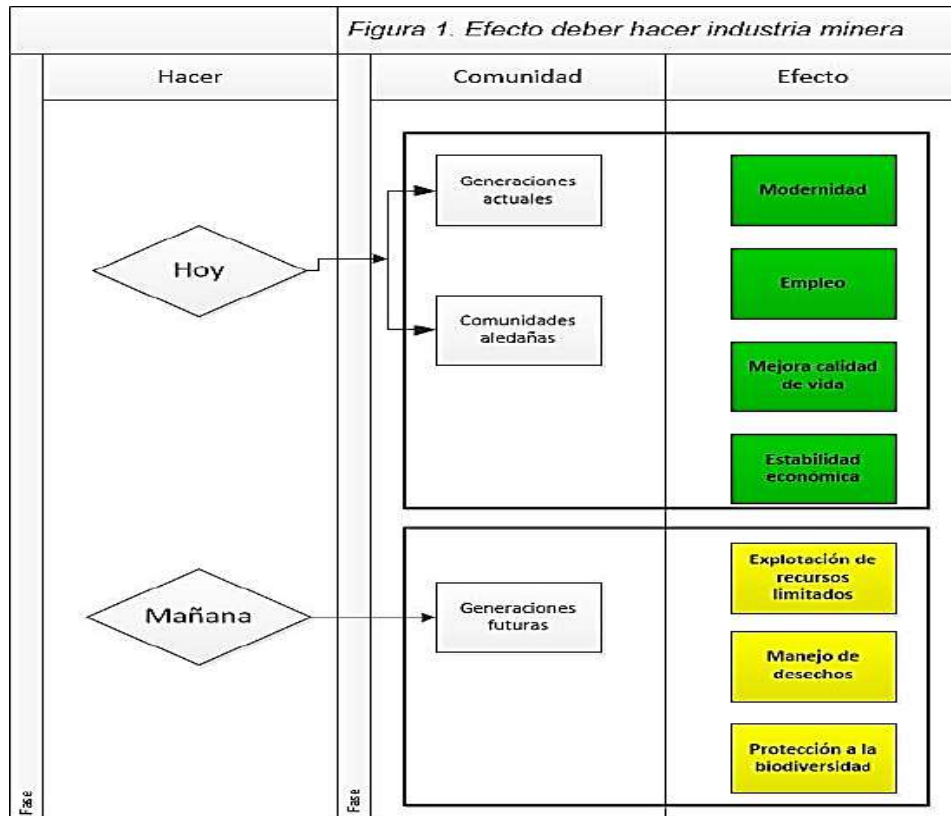 Figura 1. Efecto deber hacer industria minera
Hacer
Comunidad
Efecto
Hoy
Generaciones
actuales
Comunidades
aledañas
Modernidad
Empleo
Mejora calidad
de vida
Estabilidad
económica
Mañana
Generaciones
futuras
Explotación de
recursos
limitados
Manejo de
desechos
Protección a la
biodiversidad
Fase
Fase